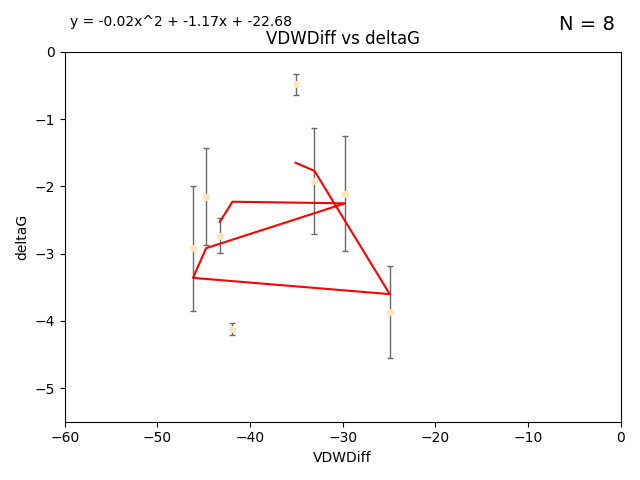 y = -0.02x^2 + -1.17x + -22.68
N = 8
VDWDiff vs deltaG
0
−1
−2
−3
−4
−5
deltaG
−60 −50 −40 −30 −20 −10 0
VDWDiff